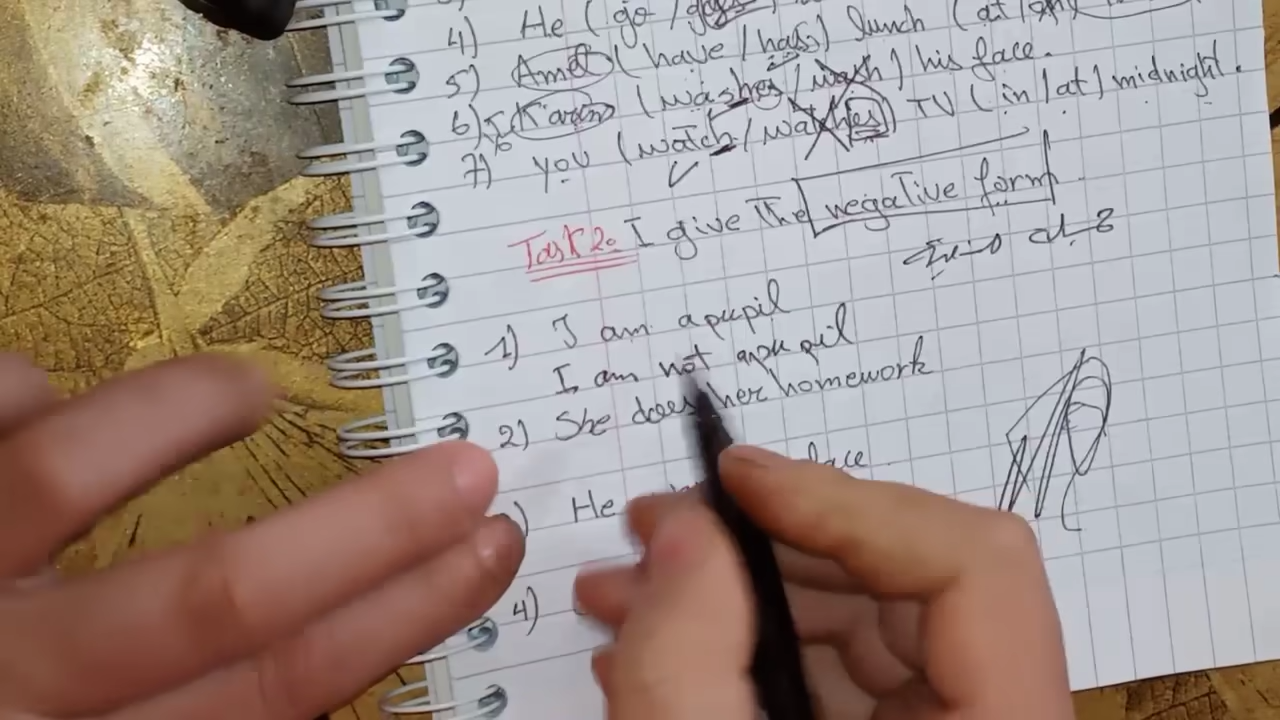 4) He (go /
5) Amel (have / has) lunch (at /
6) Karim (washes / wash) his face.
7) you (watch / watches) TV (in / at) midnight.
Task 2: I give the negative form
1) I am a pupil
I am not a pupil
2) She does her homework
) He face
4)